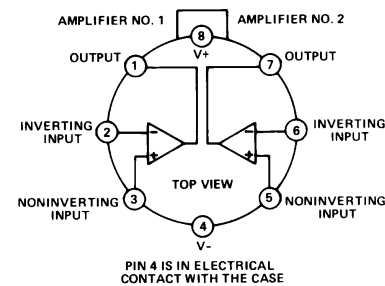 AMPLIFIER NO. 1
AMPLIFIER NO. 2
8
V+
OUTPUT
1
7
OUTPUT
INVERTING
INPUT
2
-
-
6
INVERTING
INPUT
+
+
TOP VIEW
NONINVERTING
INPUT
3
5
NONINVERTING
INPUT
4
V-
PIN 4 IS IN ELECTRICAL
CONTACT WITH THE CASE